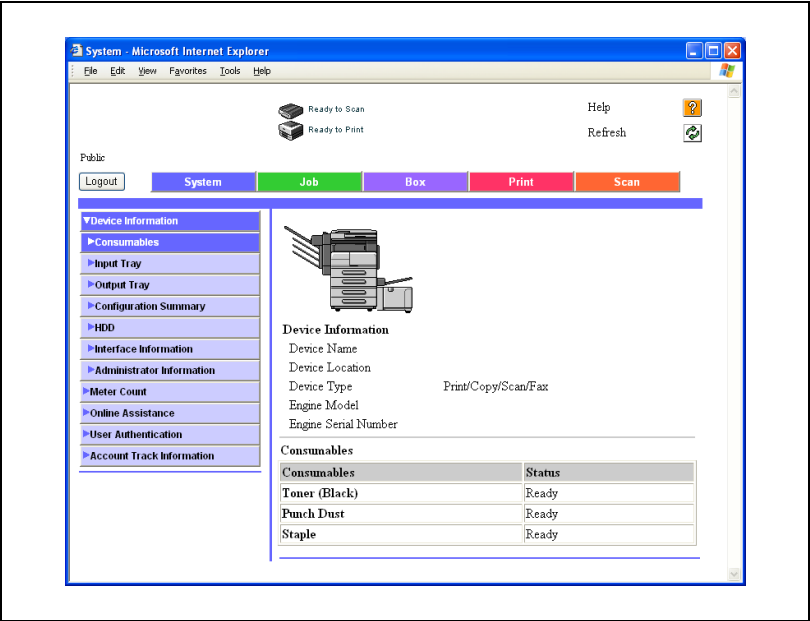 System - Microsoft Internet Explorer
File Edit View Favorites Tools Help
Ready to Scan
Help
Ready to Print
Refresh
Public
Logout System Job Box Print Scan
▼Device Information
▶Consumables
▶Input Tray
▶Output Tray
▶Configuration Summary
▶HDD
▶Interface Information
▶Administrator Information
▶Meter Count
▶Online Assistance
▶User Authentication
▶Account Track Information
Device Information
Device Name
Device Location
Device Type Print/Copy/Scan/Fax
Engine Model
Engine Serial Number
Consumables
Consumables Status
Toner (Black) Ready
Punch Dust Ready
Staple Ready